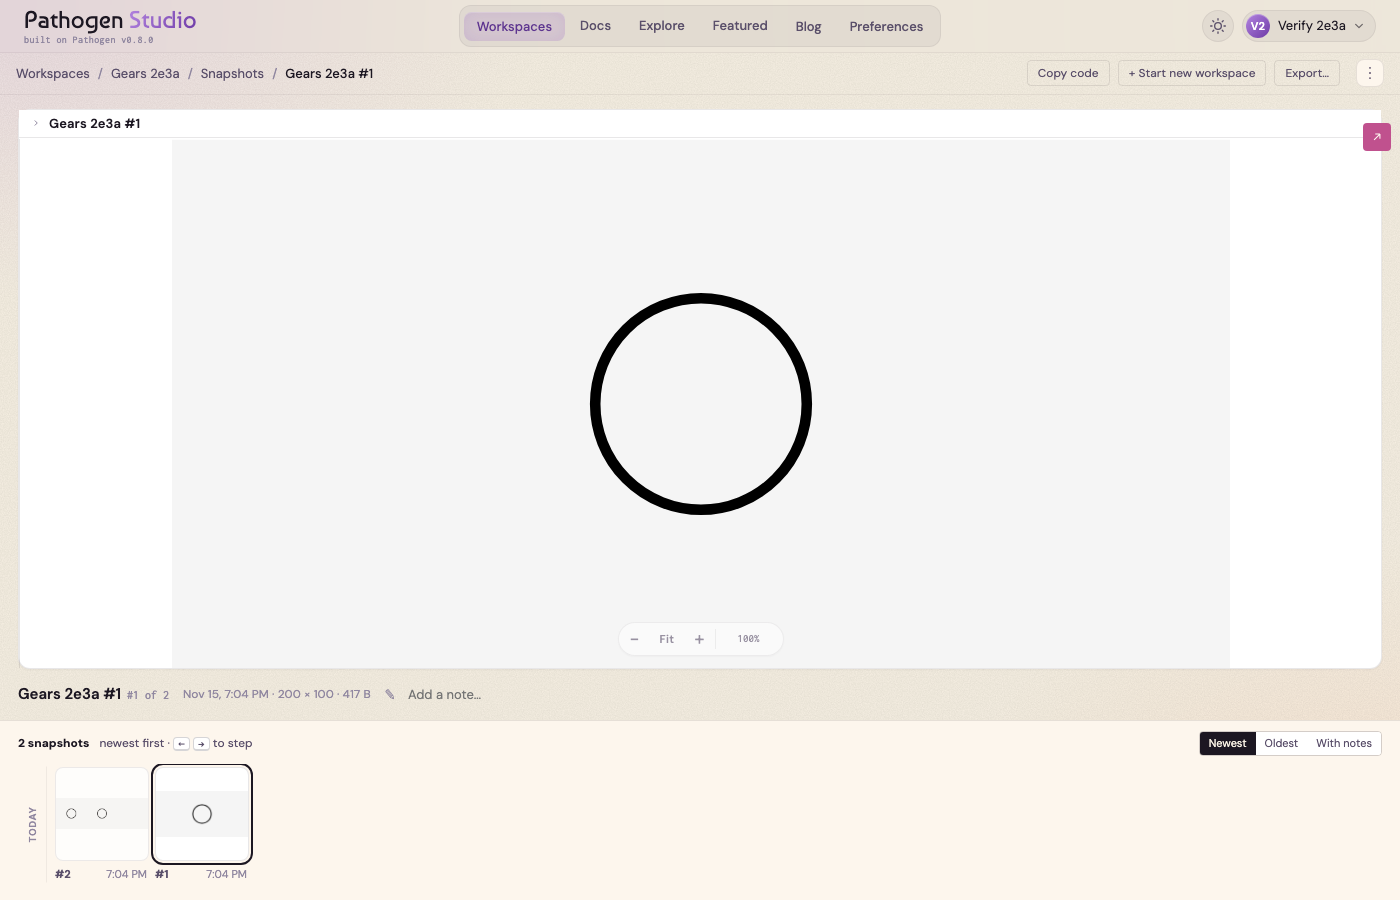 Pathogen Studio
built on Pathogen v0.8.0
Workspaces Docs Explore Featured Blog Preferences
V2 Verify 2e3a
Workspaces / Gears 2e3a / Snapshots / Gears 2e3a #1
Copy code + Start new workspace Export...
Gears 2e3a #1
− Fit + 100%
Gears 2e3a #1 #1 of 2 Nov 15, 7:04 PM · 200 × 100 · 417 B ✎ Add a note...
2 snapshots newest first · ← → to step
Newest Oldest With notes
TODAY
#2 7:04 PM #1 7:04 PM